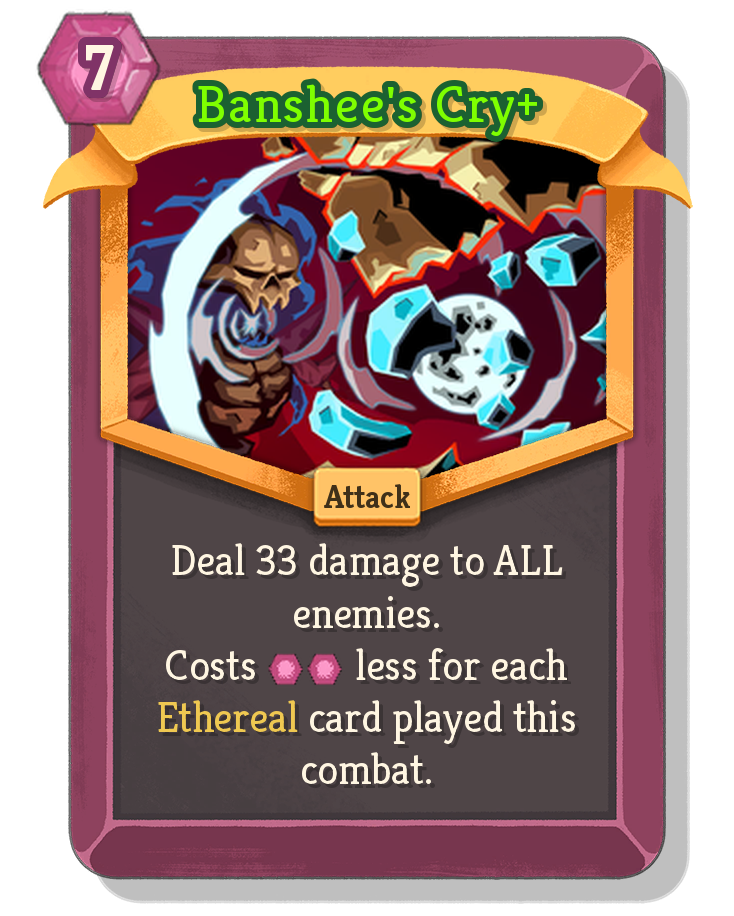 7
Banshee's Cry+
Attack
Deal 33 damage to ALL
enemies.
Costs less for each
Ethereal card played this
combat.